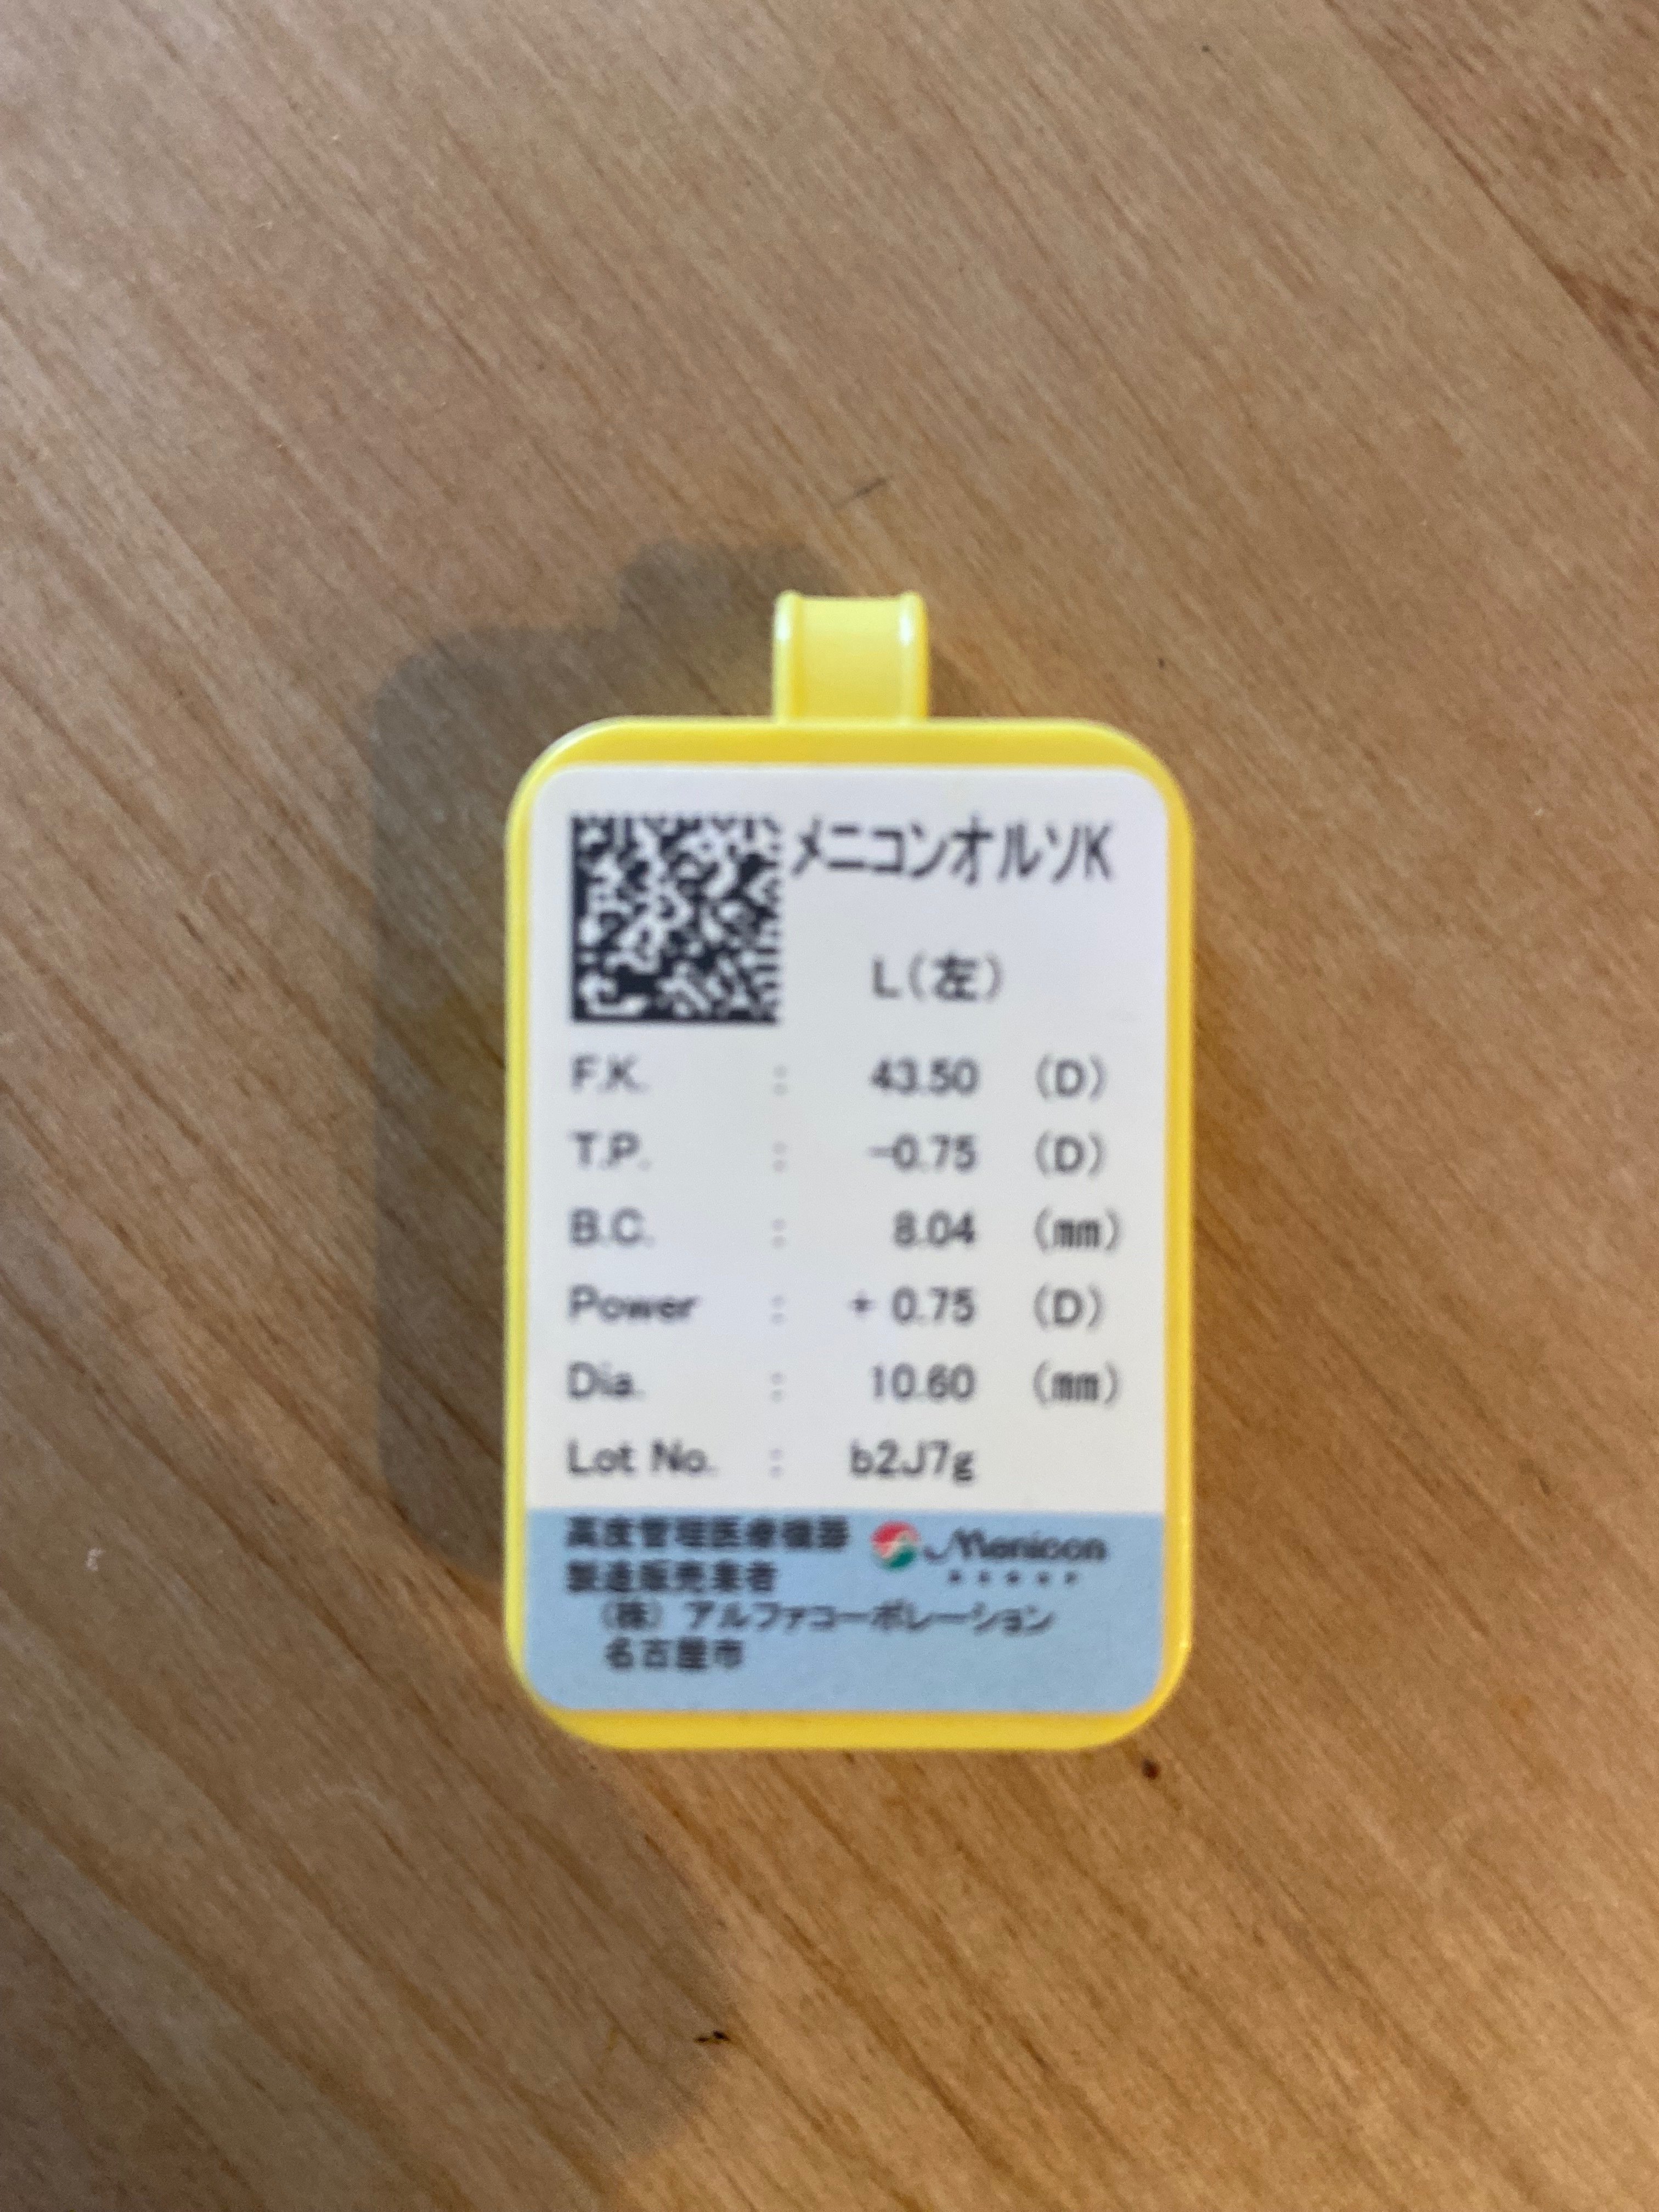 メニコンオルソK
L(左)
F.K. : 43.50 (D)
T.P. : -0.75 (D)
B.C. : 8.04 (mm)
Power : + 0.75 (D)
Dia. : 10.60 (mm)
Lot No. : b2J7g
高度管理医療機器
製造販売業者
(株) アルファコーポレーション
名古屋市
Menicon
GROUP